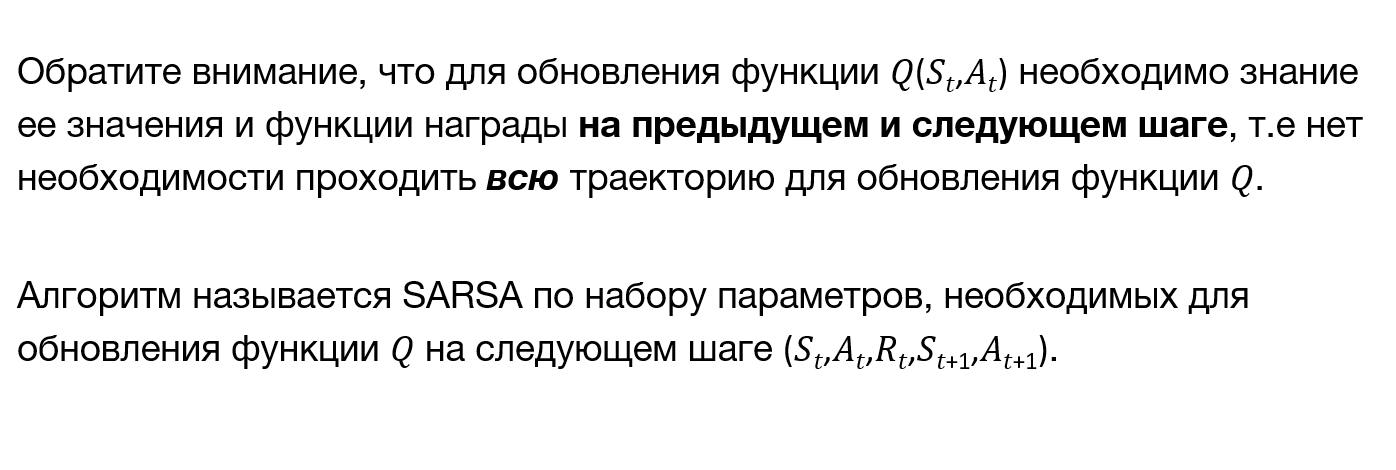 Обратите внимание, что для обновления функции Q(Sₜ,Aₜ) необходимо знание
ее значения и функции награды на предыдущем и следующем шаге, т.е нет
необходимости проходить всю траекторию для обновления функции Q.
Алгоритм называется SARSA по набору параметров, необходимых для
обновления функции Q на следующем шаге (Sₜ,Aₜ,Rₜ,Sₜ₊₁,Aₜ₊₁).